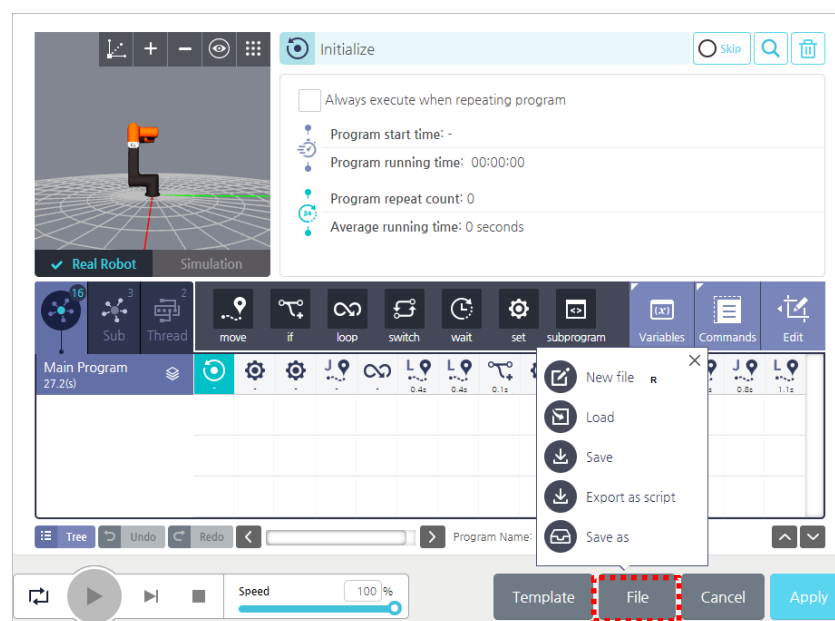 Initialize
Skip
Always execute when repeating program
Program start time: -
Program running time: 00:00:00
Program repeat count: 0
24
Average running time: 0 seconds
Real Robot
Simulation
16
3
2
Sub
Thread
move
if
loop
switch
wait
set
subprogram
(x)
Variables
Commands
Edit
Main Program
27.2(s)
-
-
-
J
-
-
L
0.4s
L
0.4s
0.1s
J
0.8s
L
1.1s
New file R
Load
Save
Export as script
Save as
Tree
Undo
Redo
Program Name:
Speed
100 %
Template
File
Cancel
Apply